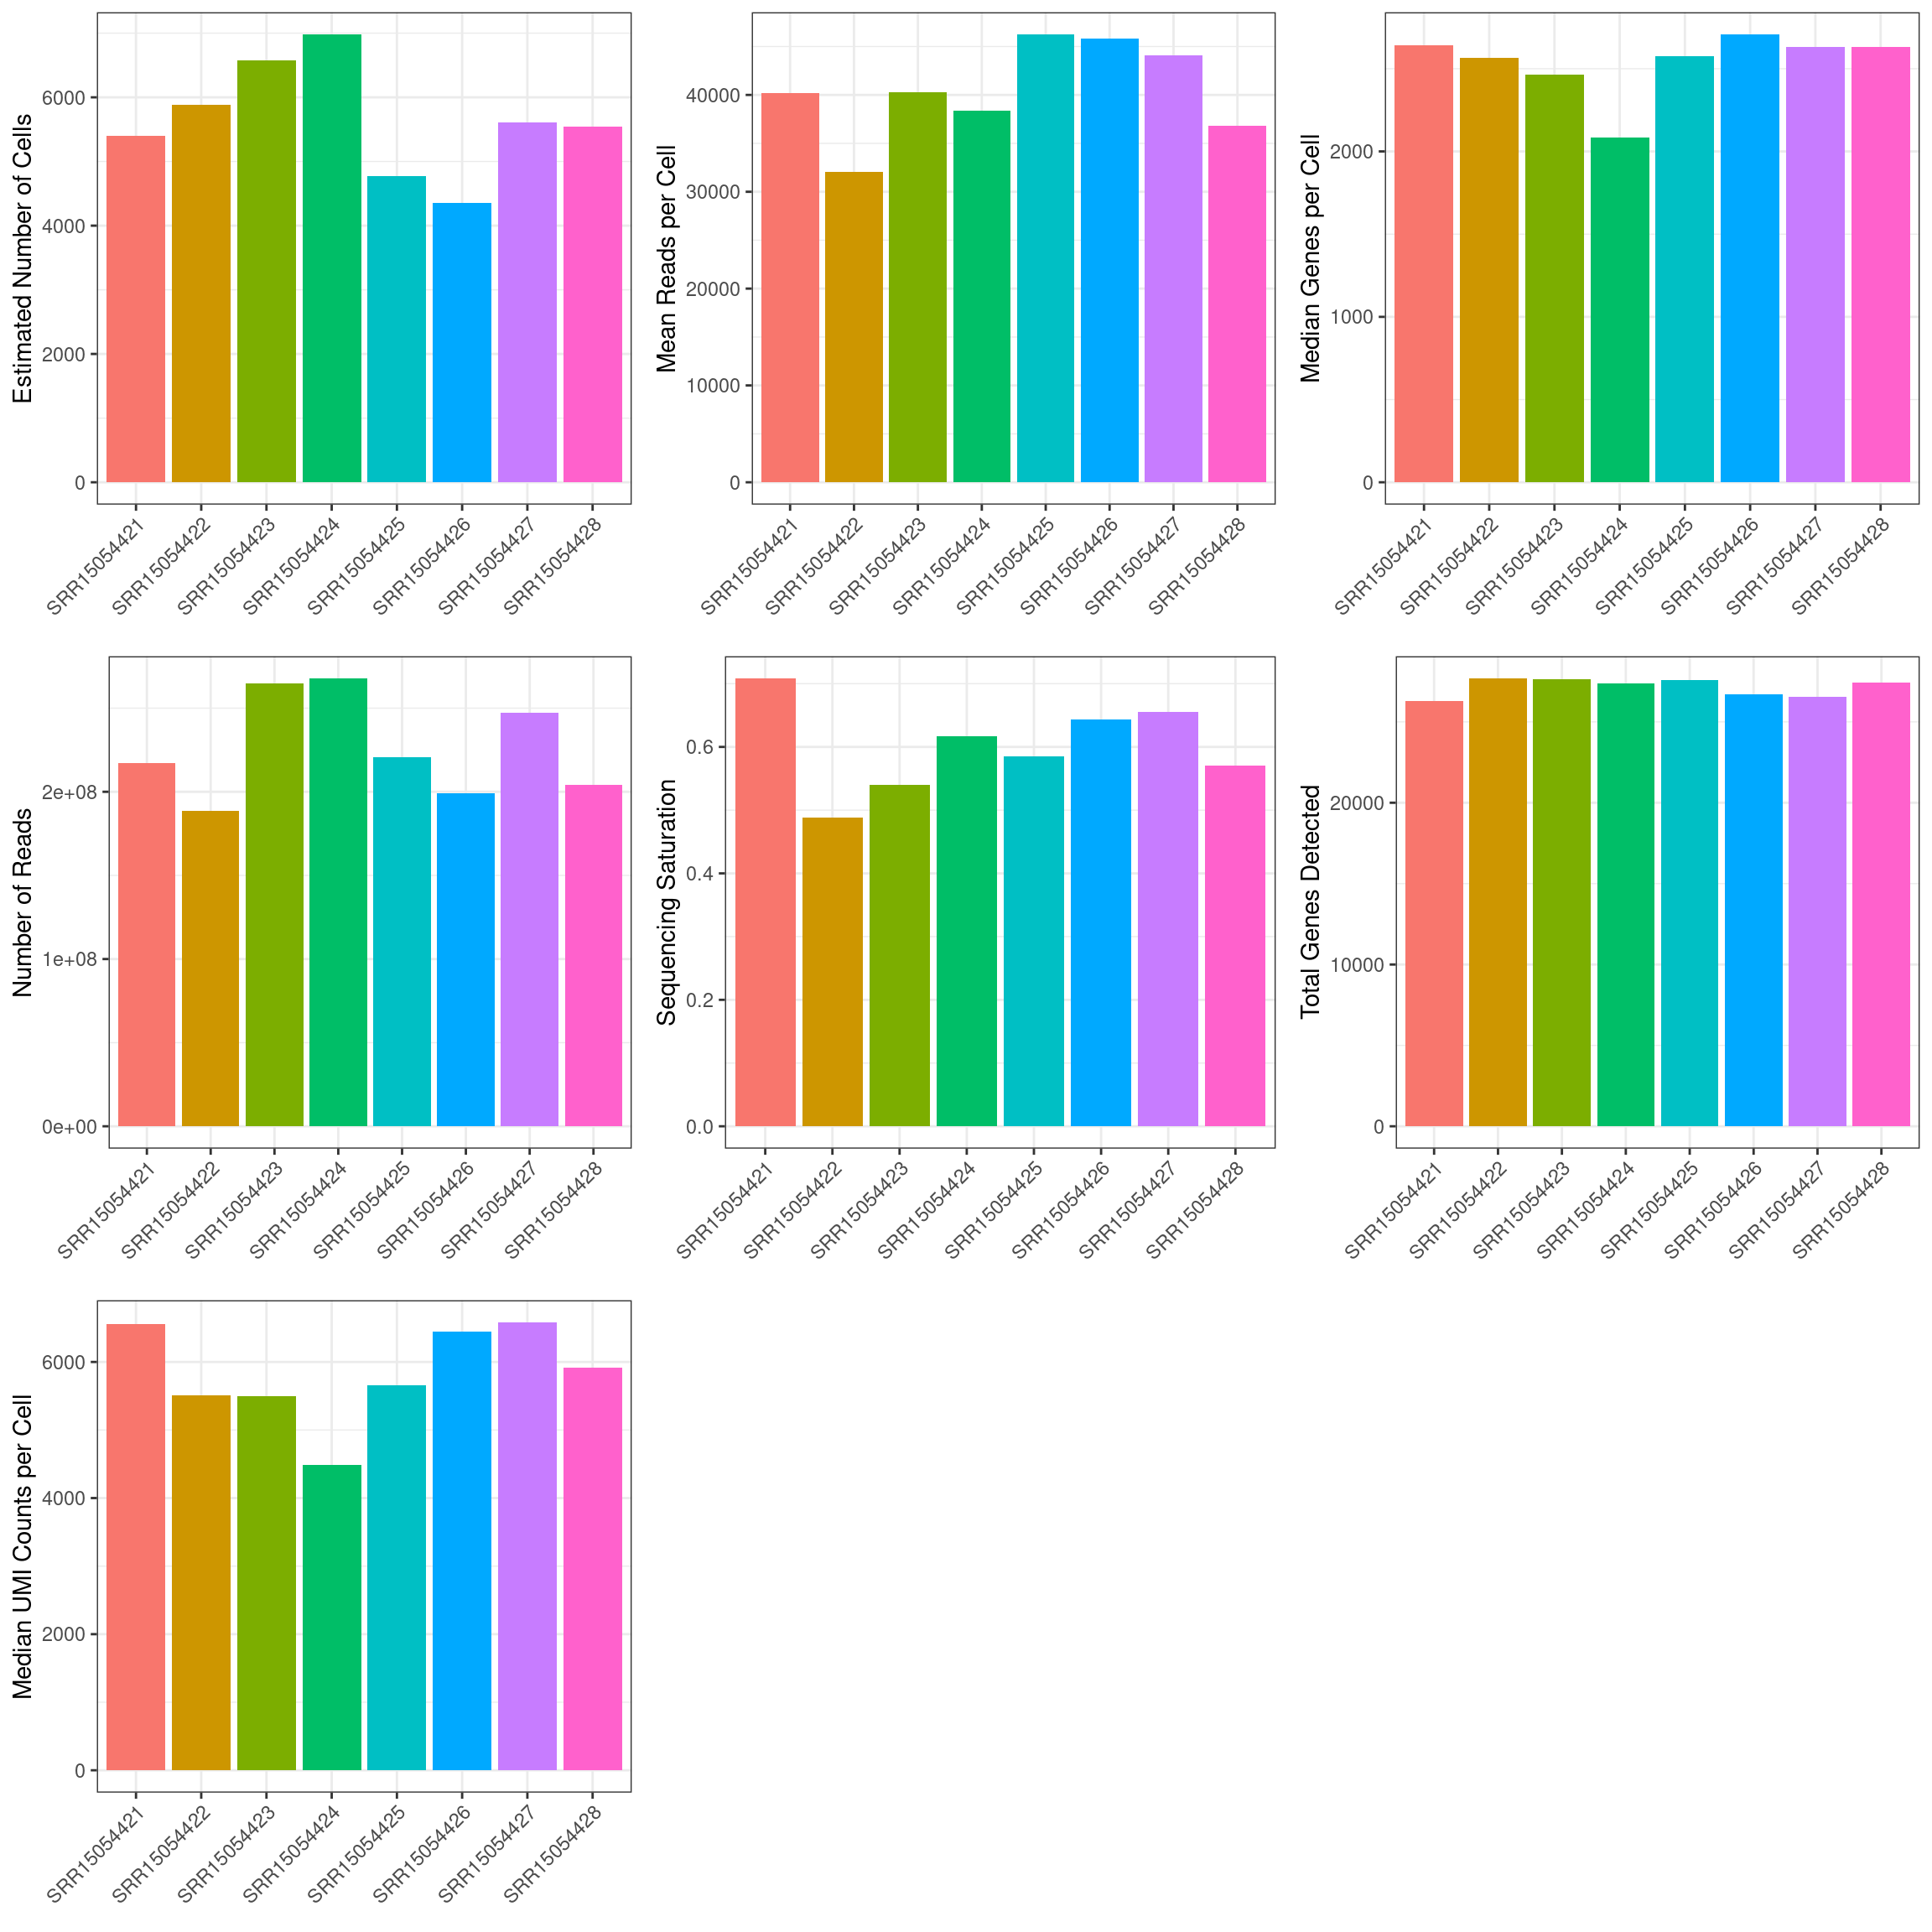 Estimated Number of Cells
6000
4000
2000
0
SRR15054421
SRR15054422
SRR15054423
SRR15054424
SRR15054425
SRR15054426
SRR15054427
SRR15054428
Mean Reads per Cell
40000
30000
20000
10000
0
SRR15054421
SRR15054422
SRR15054423
SRR15054424
SRR15054425
SRR15054426
SRR15054427
SRR15054428
Median Genes per Cell
2000
1000
0
SRR15054421
SRR15054422
SRR15054423
SRR15054424
SRR15054425
SRR15054426
SRR15054427
SRR15054428
Number of Reads
2e+08
1e+08
0e+00
SRR15054421
SRR15054422
SRR15054423
SRR15054424
SRR15054425
SRR15054426
SRR15054427
SRR15054428
Sequencing Saturation
0.6
0.4
0.2
0.0
SRR15054421
SRR15054422
SRR15054423
SRR15054424
SRR15054425
SRR15054426
SRR15054427
SRR15054428
Total Genes Detected
20000
10000
0
SRR15054421
SRR15054422
SRR15054423
SRR15054424
SRR15054425
SRR15054426
SRR15054427
SRR15054428
Median UMI Counts per Cell
6000
4000
2000
0
SRR15054421
SRR15054422
SRR15054423
SRR15054424
SRR15054425
SRR15054426
SRR15054427
SRR15054428